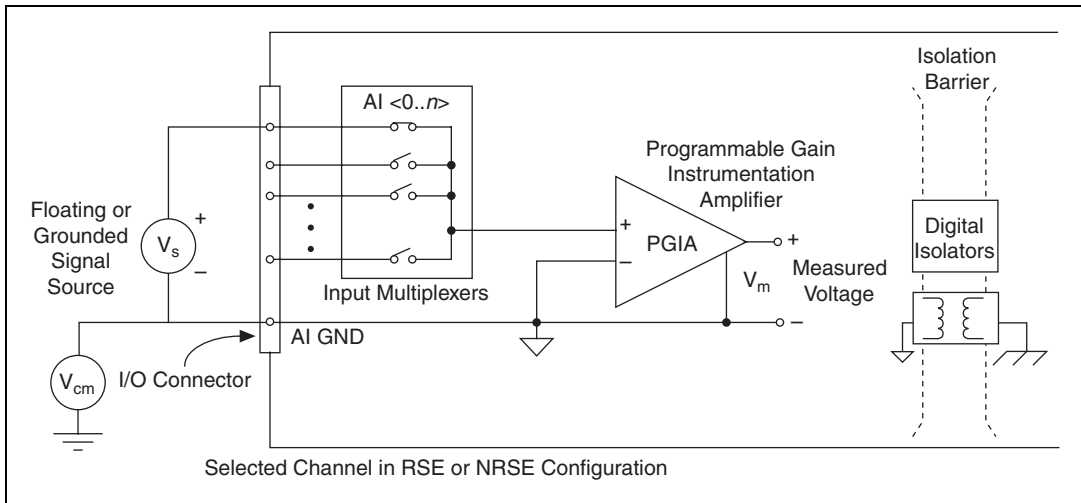 Isolation
Barrier
AI <0..n>
Programmable Gain
Instrumentation
Amplifier
Floating or
Grounded
Signal
Source
+
Vs
–
+
–
PGIA
+
Vm
Measured
Voltage
–
Digital
Isolators
Input Multiplexers
AI GND
I/O Connector
Vcm
Selected Channel in RSE or NRSE Configuration